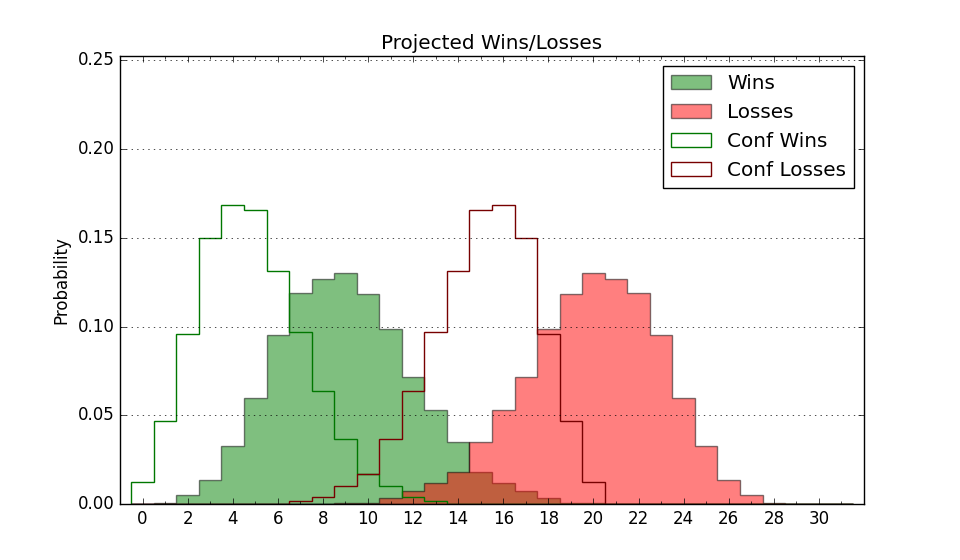 Projected Wins/Losses
0.25
0.20
0.15
0.10
0.05
0.00
Probability
Wins
Losses
Conf Wins
Conf Losses
0 2 4 6 8 10 12 14 16 18 20 22 24 26 28 30